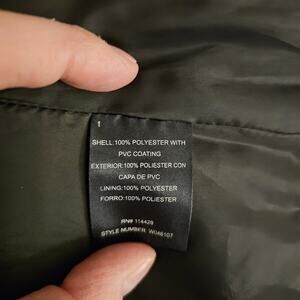 1
SHELL:100% POLYESTER WITH
PVC COATING
EXTERIOR:100% POLIESTER CON
CAPA DE PVC
LINING:100% POLYESTER
FORRO:100% POLIESTER
RN# 114429
STYLE NUMBER: W046107